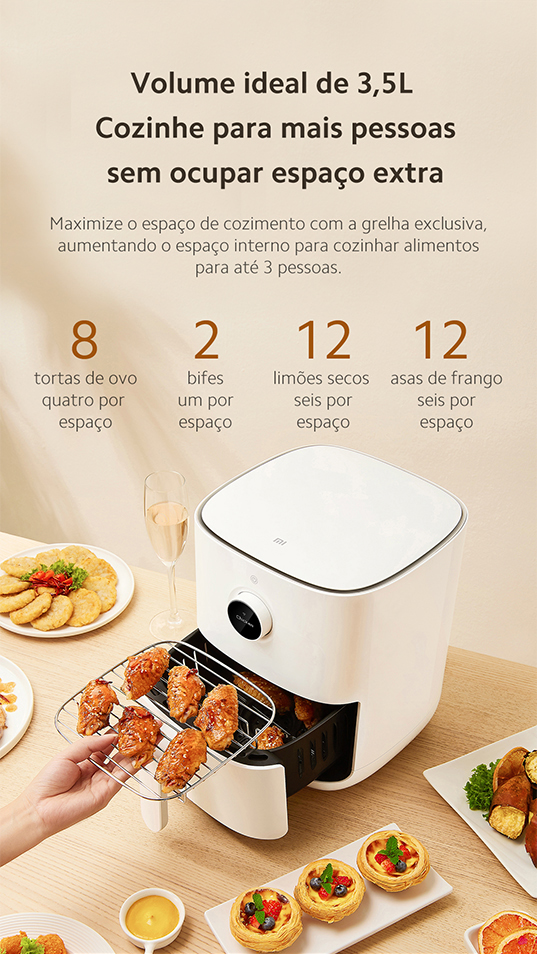 Volume ideal de 3,5L
Cozinhe para mais pessoas
sem ocupar espaço extra
Maximize o espaço de cozimento com a grelha exclusiva,
aumentando o espaço interno para cozinhar alimentos
para até 3 pessoas.
8
tortas de ovo
quatro por
espaço
2
bifes
um por
espaço
12
limões secos
seis por
espaço
12
asas de frango
seis por
espaço
mi